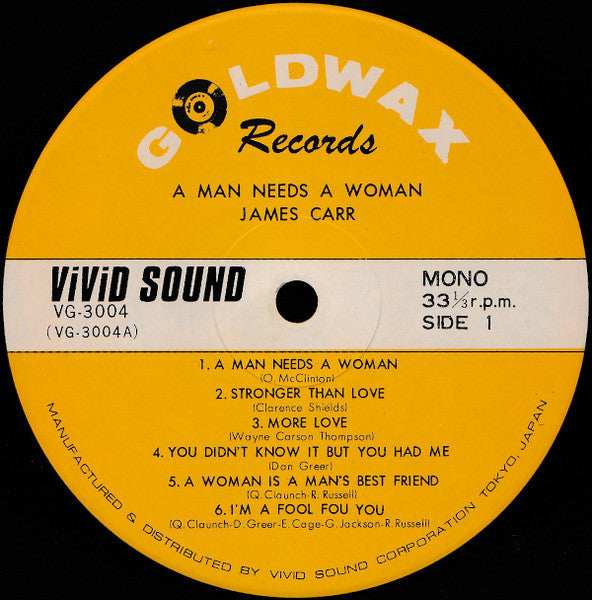 GOLDWAX
Records
A MAN NEEDS A WOMAN
JAMES CARR
ViViD SOUND
VG-3004
(VG-3004A)
MONO
33 1/3 r.p.m.
SIDE 1
1. A MAN NEEDS A WOMAN
(O. McClinton)
2. STRONGER THAN LOVE
(Clarence Shields)
3. MORE LOVE
(Wayne Carson Thompson)
4. YOU DIDN'T KNOW IT BUT YOU HAD ME
(Dan Greer)
5. A WOMAN IS A MAN'S BEST FRIEND
(Q. Claunch-R. Russell)
6. I'M A FOOL FOU YOU
(Q. Claunch-D. Greer-E. Cage-G. Jackson-R. Russell)
MANUFACTURED & DISTRIBUTED BY VIVID SOUND CORPORATION TOKYO, JAPAN